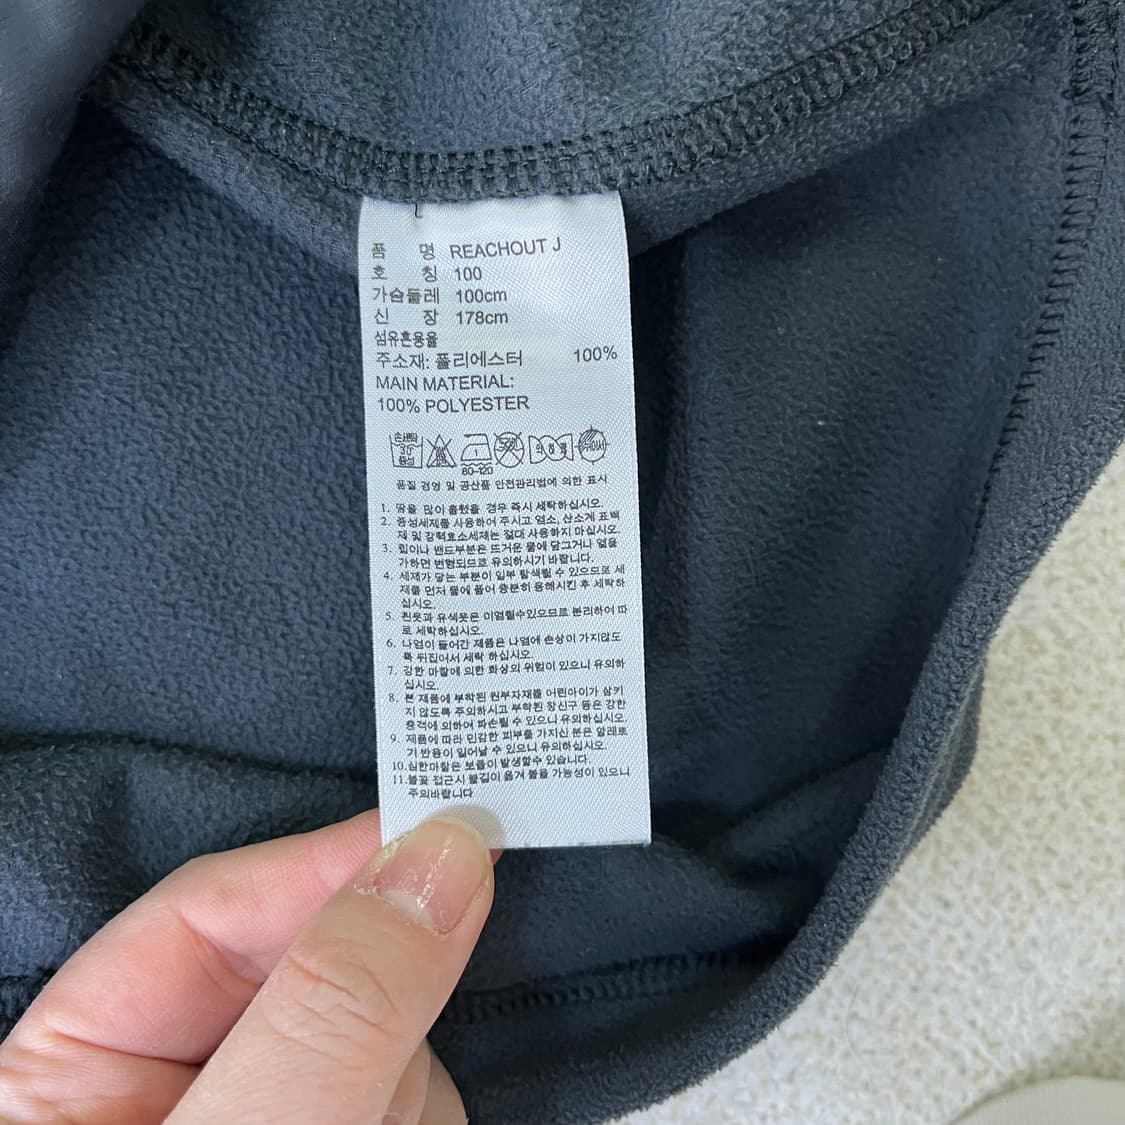 품 명 REACHOUT J
호 칭 100
가슴둘레 100cm
신 장 178cm
섬유혼용율
주소재: 폴리에스터 100%
MAIN MATERIAL:
100% POLYESTER
손세탁
30
중성
1
80~120
품질 경영 및 공산품 안전관리법에 의한 표시
1. 땀을 많이 흘렸을 경우 즉시 세탁하십시오.
2. 중성세제를 사용하여 주시고 염소, 산소계 표백
제 및 강력효소세제는 절대 사용하지 마십시오.
3. 립이나 밴드부분은 뜨거운 물에 담그거나 열을
가하면 변형되므로 유의하시기 바랍니다.
4. 세제가 닿는 부분이 일부 탈색될 수 있으므로 세
제를 먼저 물에 풀어 충분히 용해시킨 후 세탁하
십시오.
5. 흰옷과 유색옷은 이염될수있으므로 분리하여 따
로 세탁하십시오.
6. 나염이 들어간 제품은 나염에 손상이 가지않도
록 뒤집어서 세탁 하십시오.
7. 강한 마찰에 의한 화상의 위험이 있으니 유의하
십시오.
8. 본 제품에 부착된 원부자재를 어린아이가 삼키
지 않도록 주의하시고 부착된 장신구 등은 강한
충격에 의하여 파손될 수 있으니 유의하십시오.
9. 제품에 따라 민감한 피부를 가지신 분은 알레르
기 반응이 일어날 수 있으니 유의하십시오.
10.심한마찰은 보풀이 발생할수 있습니다.
11.불꽃 접근시 불길이 옮겨 붙을 가능성이 있으니
주의바랍니다